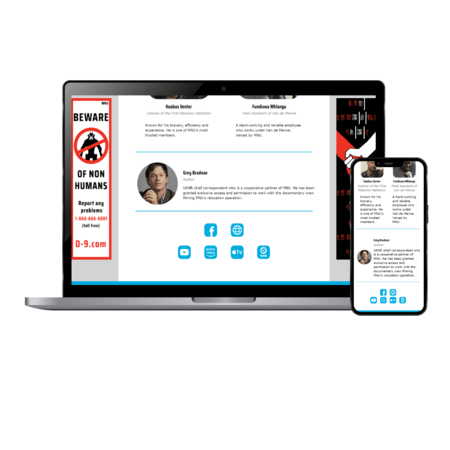 MNU
BEWARE
OF NON
HUMANS
Report any
problems
1-866-666-6001
(toll free)
D-9.com
Koobus Venter
Colonel of the First Reaction Battalion
Knows for his bravery, efficiency and
experience. He is one of MNU's most
trusted members.
Fundiswa Mhlanga
Field Assistant of Van de Merwe
A Hard-working and reliable employee
who works under Van de Merwe.
Valued by MNU.
Greg Bradnan
Author
UKNR chief correspondent who is a cooperative partner of MNU. He has been
granted exclusive access and permission to work with the documentary crew
filming MNU's relocation operation.
tv
Koobus Venter
Colonel of the First
Reaction Battalion
Knows for his
bravery, efficiency
and experience.
He is one of
MNU's most
trusted members.
Fundiswa Mhlanga
Field Assistant of
Van de Merwe
A Hard-working
and reliable
employee who
works under Van
de Merwe.
Valued by MNU.
Greg Bradnan
Author
UKNR chief correspondent who
is a cooperative partner of
MNU. He has been granted
exclusive access and
permission to work with the
documentary crew filming
MNU's relocation operation.